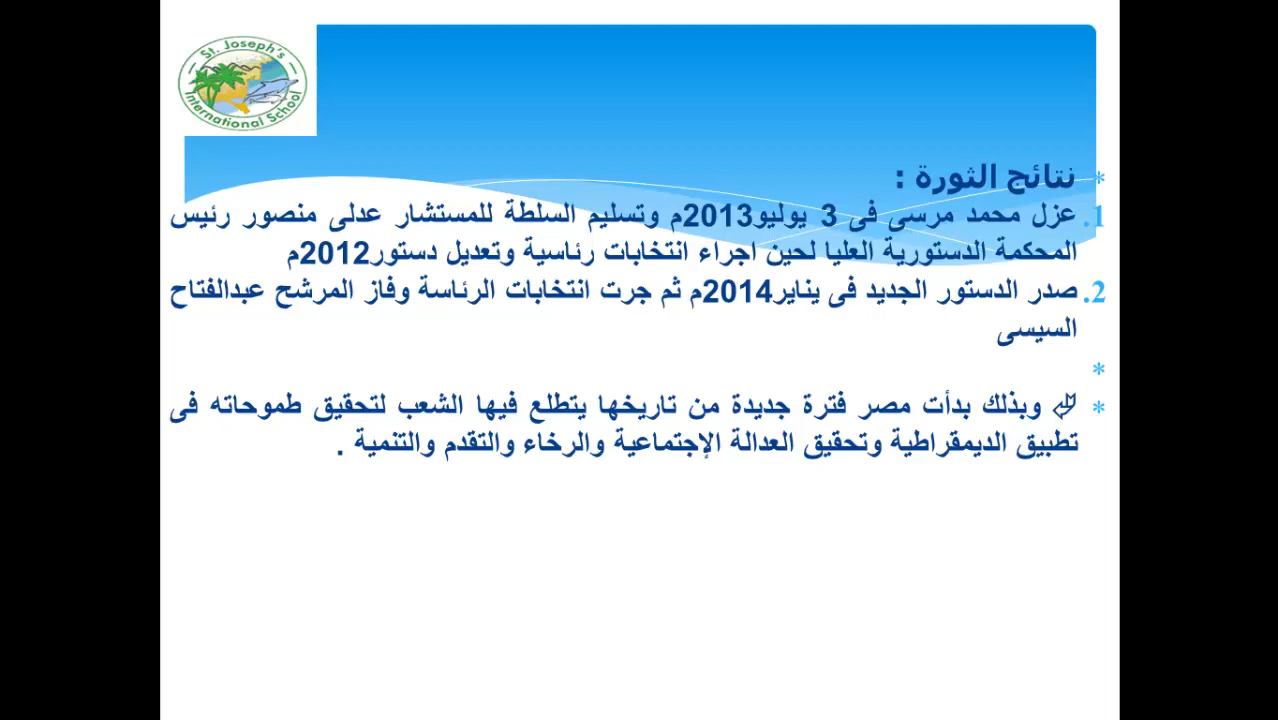 St. Joseph's
International School
* نتائج الثورة :
1. عزل محمد مرسى فى 3 يوليو2013م وتسليم السلطة للمستشار عدلى منصور رئيس
المحكمة الدستورية العليا لحين اجراء انتخابات رئاسية وتعديل دستور2012م
2. صدر الدستور الجديد فى يناير2014م ثم جرت انتخابات الرئاسة وفاز المرشح عبدالفتاح
السيسى
*
* وبذلك بدأت مصر فترة جديدة من تاريخها يتطلع فيها الشعب لتحقيق طموحاته فى
تطبيق الديمقراطية وتحقيق العدالة الإجتماعية والرخاء والتقدم والتنمية .